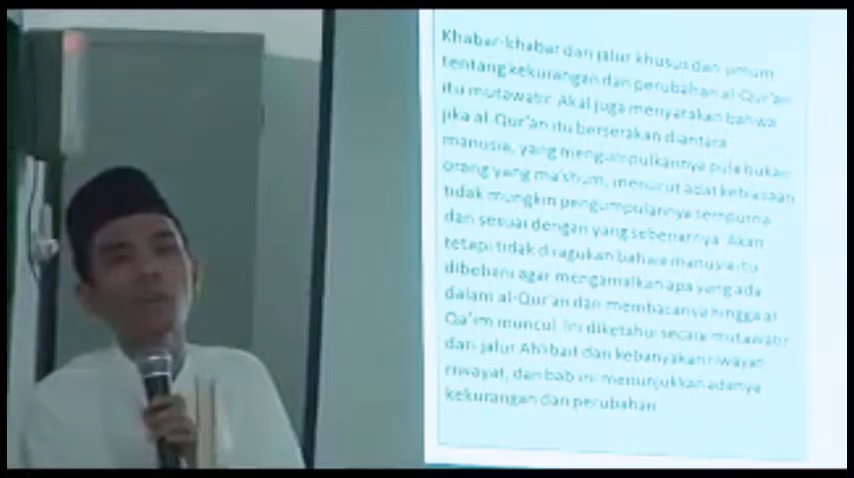 Khabar-khabar dari jalur khusus dan umum
tentang kekurangan dan perubahan al-Qur'an
itu mutawatir. Akal juga menyatakan bahwa
jika al-Qur'an itu berserakan diantara
manusia, yang mengumpulkannya pula bukan
orang yang ma'shum, menurut adat kebiasaan
tidak mungkin pengumpulannya sempurna
dan sesuai dengan yang sebenarnya. Akan
tetapi tidak diragukan bahwa manusia itu
dibebani agar mengamalkan apa yang ada
dalam al-Qur'an dan membacanya hingga al
Qa'im muncul. Ini diketahui secara mutawatir
dari jalur Ahlibait dan kebanyakan riwayat-
riwayat, dan bab ini menunjukkan adanya
kekurangan dan perubahan